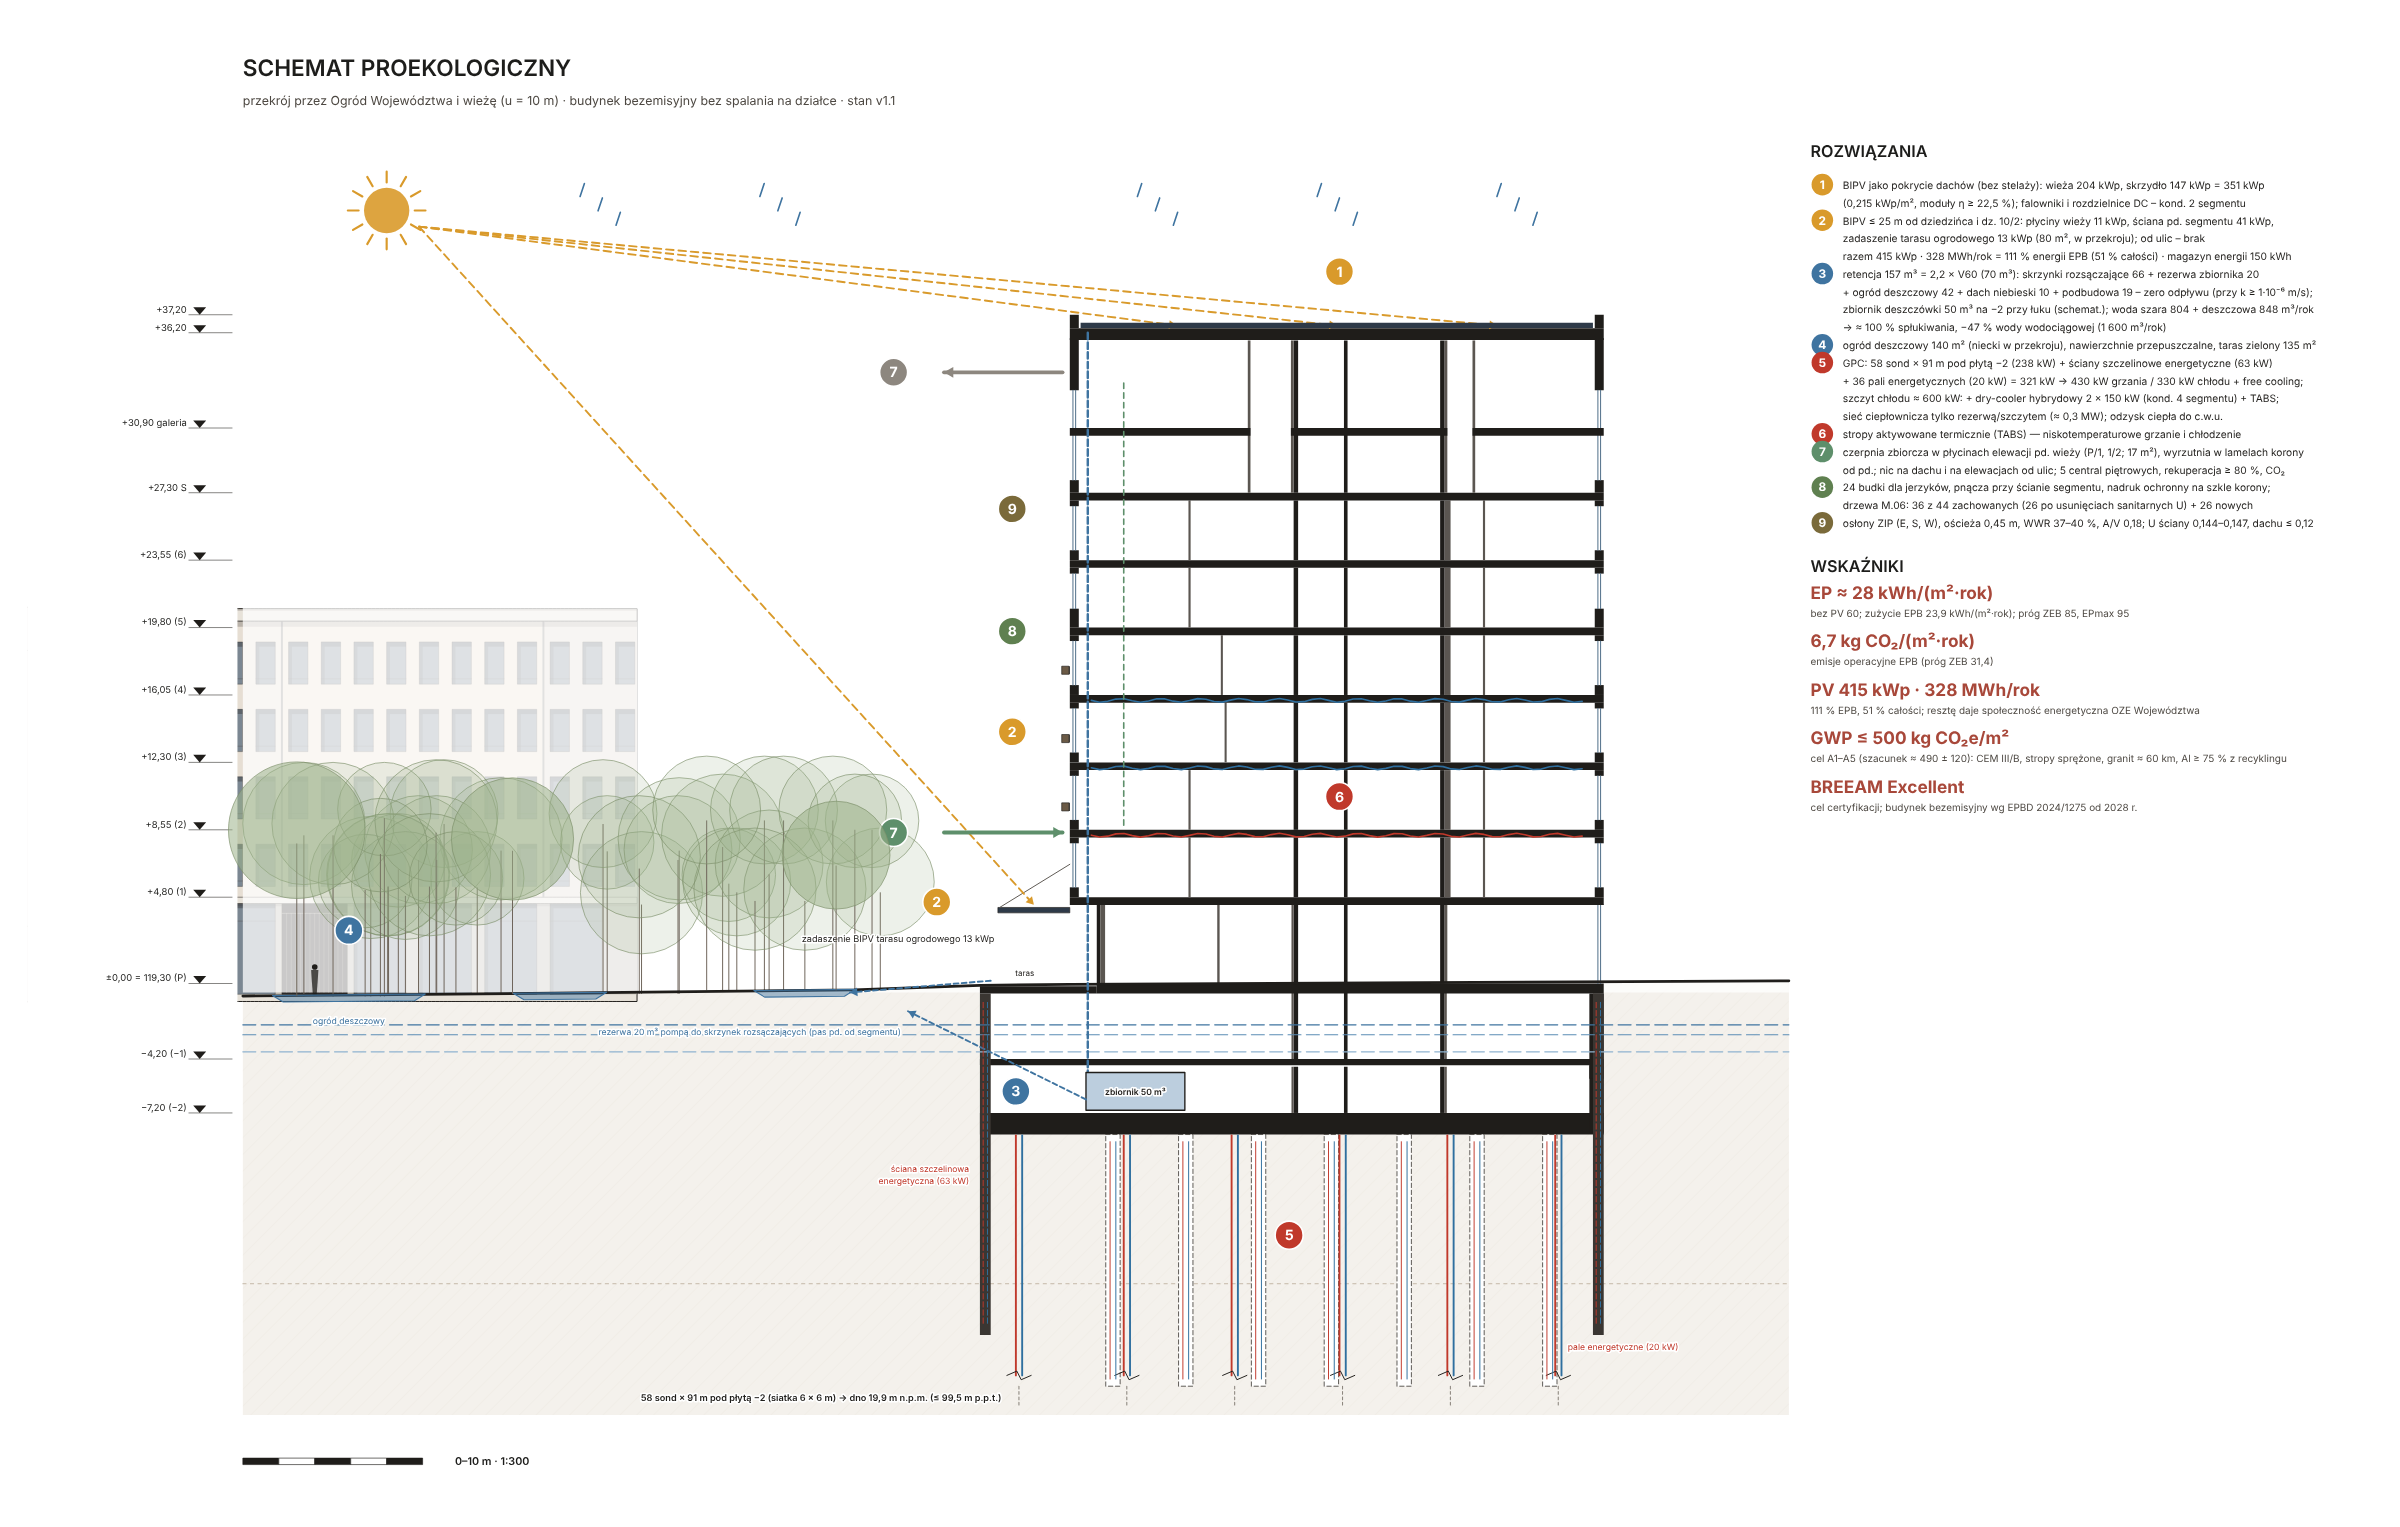 SCHEMAT PROEKOLOGICZNY
przekrój przez Ogród Województwa i wieżę (u = 10 m) · budynek bezemisyjny bez spalania na działce · stan v1.1
ROZWIĄZANIA
1 BIPV jako pokrycie dachów (bez stelaży): wieża 204 kWp, skrzydło 147 kWp = 351 kWp
(0,215 kWp/m², moduły η ≥ 22,5 %); falowniki i rozdzielnice DC – kond. 2 segmentu
2 BIPV ≤ 25 m od dziedzińca i dz. 10/2: płyciny wieży 11 kWp, ściana pd. segmentu 41 kWp,
zadaszenie tarasu ogrodowego 13 kWp (80 m², w przekroju); od ulic – brak
razem 415 kWp · 328 MWh/rok = 111 % energii EPB (51 % całości) · magazyn energii 150 kWh
3 retencja 157 m³ = 2,2 × V60 (70 m³): skrzynki rozsączające 66 + rezerwa zbiornika 20
+ ogród deszczowy 42 + dach niebieski 10 + podbudowa 19 – zero odpływu (przy k ≥ 1·10⁻⁶ m/s);
zbiornik deszczówki 50 m³ na −2 przy łuku (schemat.); woda szara 804 + deszczowa 848 m³/rok
→ ≈ 100 % spłukiwania, −47 % wody wodociągowej (1 600 m³/rok)
4 ogród deszczowy 140 m² (niecki w przekroju), nawierzchnie przepuszczalne, taras zielony 135 m²
5 GPC: 58 sond × 91 m pod płytą −2 (238 kW) + ściany szczelinowe energetyczne (63 kW)
+ 36 pali energetycznych (20 kW) = 321 kW → 430 kW grzania / 330 kW chłodu + free cooling;
szczyt chłodu ≈ 600 kW: + dry-cooler hybrydowy 2 × 150 kW (kond. 4 segmentu) + TABS;
sieć ciepłownicza tylko rezerwą/szczytem (≈ 0,3 MW); odzysk ciepła do c.w.u.
6 stropy aktywowane termicznie (TABS) — niskotemperaturowe grzanie i chłodzenie
7 czerpnia zbiorcza w płycinach elewacji pd. wieży (P/1, 1/2; 17 m²), wyrzutnia w lamelach korony
od pd.; nic na dachu i na elewacjach od ulic; 5 central piętrowych, rekuperacja ≥ 80 %, CO₂
8 24 budki dla jerzyków, pnącza przy ścianie segmentu, nadruk ochronny na szkle korony;
drzewa M.06: 36 z 44 zachowanych (26 po usunięciach sanitarnych U) + 26 nowych
9 osłony ZIP (E, S, W), ościeża 0,45 m, WWR 37–40 %, A/V 0,18; U ściany 0,144–0,147, dachu ≤ 0,12
WSKAŹNIKI
EP ≈ 28 kWh/(m²·rok)
bez PV 60; zużycie EPB 23,9 kWh/(m²·rok); próg ZEB 85, EPmax 95
6,7 kg CO₂/(m²·rok)
emisje operacyjne EPB (próg ZEB 31,4)
PV 415 kWp · 328 MWh/rok
111 % EPB, 51 % całości; resztę daje społeczność energetyczna OZE Województwa
GWP ≤ 500 kg CO₂e/m²
cel A1–A5 (szacunek ≈ 490 ± 120): CEM III/B, stropy sprężone, granit ≈ 60 km, Al ≥ 75 % z recyklingu
BREEAM Excellent
cel certyfikacji; budynek bezemisyjny wg EPBD 2024/1275 od 2028 r.
1
+37,20
+36,20
7
+30,90 galeria
+27,30 S
9
+23,55 (6)
+19,80 (5)
8
+16,05 (4)
2
+12,30 (3)
6
+8,55 (2)
7
+4,80 (1)
2
4
zadaszenie BIPV tarasu ogrodowego 13 kWp
taras
±0,00 = 119,30 (P)
ogród deszczowy
rezerwa 20 m³ pompą do skrzynek rozsączających (pas pd. od segmentu)
−4,20 (−1)
3
zbiornik 50 m³
−7,20 (−2)
ściana szczelinowa
energetyczna (63 kW)
5
pale energetyczne (20 kW)
58 sond × 91 m pod płytą −2 (siatka 6 × 6 m) → dno 19,9 m n.p.m. (≤ 99,5 m p.p.t.)
0–10 m · 1:300